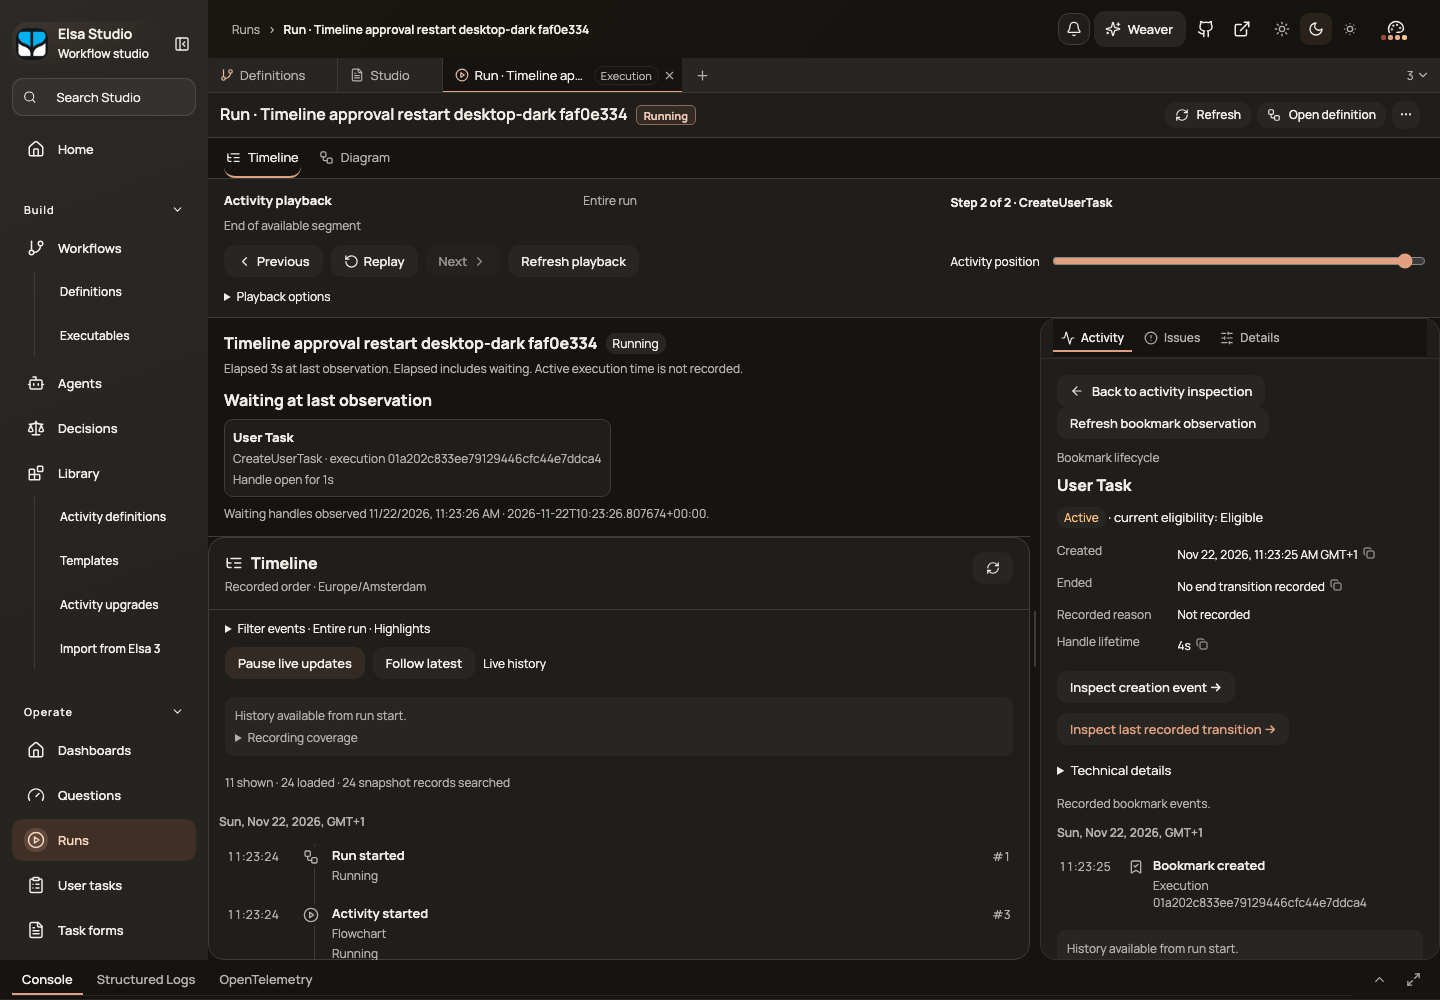 Elsa Studio
Workflow studio
Search Studio
Home
Build
Workflows
Definitions
Executables
Agents
Decisions
Library
Activity definitions
Templates
Activity upgrades
Import from Elsa 3
Operate
Dashboards
Questions
Runs
User tasks
Task forms
Runs › Run · Timeline approval restart desktop-dark faf0e334
Weaver
Definitions
Studio
Run · Timeline ap... Execution
3
Run · Timeline approval restart desktop-dark faf0e334 Running
Refresh
Open definition
Timeline
Diagram
Activity playback
Entire run
Step 2 of 2 · CreateUserTask
End of available segment
Previous
Replay
Next
Refresh playback
Activity position
Playback options
Timeline approval restart desktop-dark faf0e334 Running
Elapsed 3s at last observation. Elapsed includes waiting. Active execution time is not recorded.
Waiting at last observation
User Task
CreateUserTask · execution 01a202c833ee79129446cfc44e7ddca4
Handle open for 1s
Waiting handles observed 11/22/2026, 11:23:26 AM · 2026-11-22T10:23:26.807674+00:00.
Timeline
Recorded order · Europe/Amsterdam
Filter events · Entire run · Highlights
Pause live updates
Follow latest
Live history
History available from run start.
Recording coverage
11 shown · 24 loaded · 24 snapshot records searched
Sun, Nov 22, 2026, GMT+1
11:23:24 Run started #1
Running
11:23:24 Activity started #3
Flowchart
Running
Activity
Issues
Details
← Back to activity inspection
Refresh bookmark observation
Bookmark lifecycle
User Task
Active · current eligibility: Eligible
Created Nov 22, 2026, 11:23:25 AM GMT+1
Ended No end transition recorded
Recorded reason Not recorded
Handle lifetime 4s
Inspect creation event →
Inspect last recorded transition →
Technical details
Recorded bookmark events.
Sun, Nov 22, 2026, GMT+1
11:23:25 Bookmark created
Execution
01a202c833ee79129446cfc44e7ddca4
History available from run start.
Console
Structured Logs
OpenTelemetry